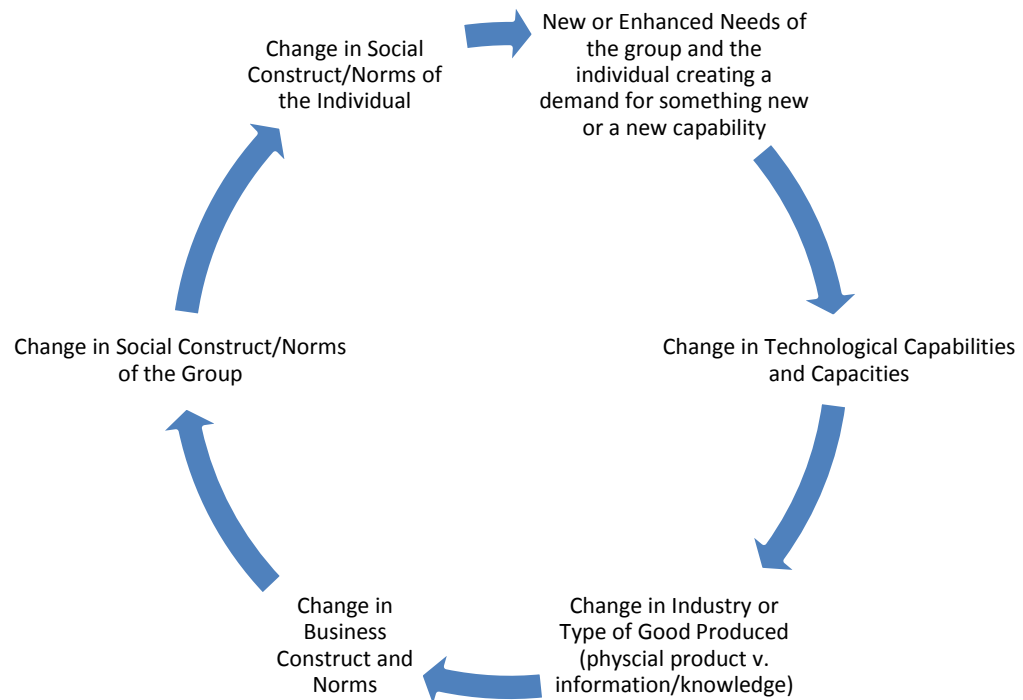 New or Enhanced Needs of
the group and the
individual creating a
demand for something new
or a new capability
Change in Technological Capabilities
and Capacities
Change in Industry or
Type of Good Produced
(physcial product v.
information/knowledge)
Change in
Business
Construct and
Norms
Change in Social Construct/Norms
of the Group
Change in Social
Construct/Norms of
the Individual